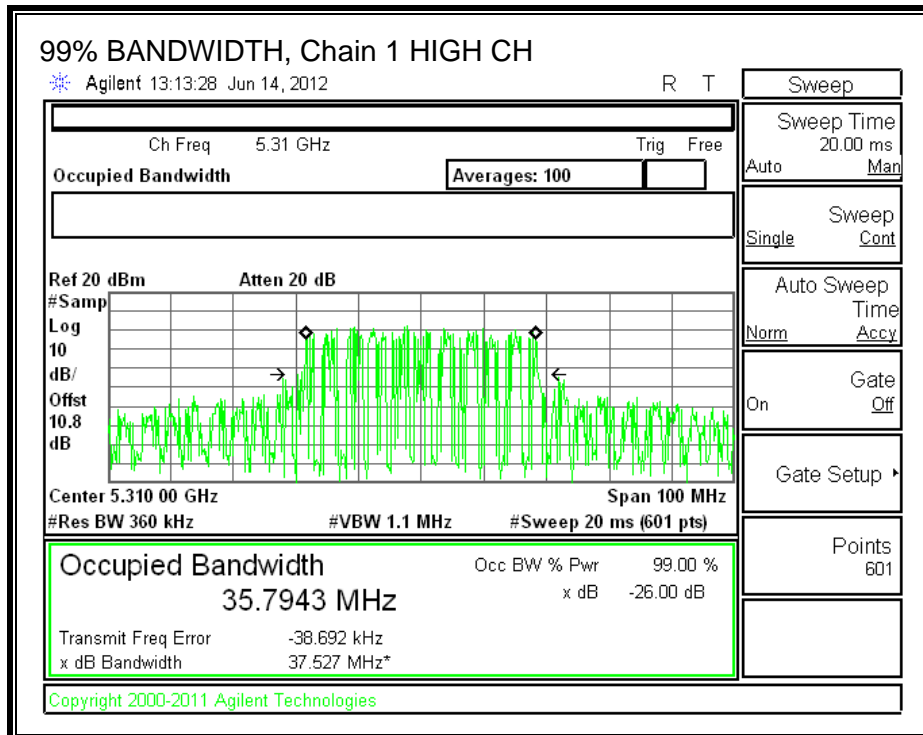 99% BANDWIDTH, Chain 1 HIGH CH
Agilent 13:13:28 Jun 14, 2012 R T
Ch Freq 5.31 GHz Trig Free
Occupied Bandwidth Averages: 100
Ref 20 dBm Atten 20 dB
#Samp
Log
10
dB/
Offst
10.8
dB
Center 5.310 00 GHz Span 100 MHz
#Res BW 360 kHz #VBW 1.1 MHz #Sweep 20 ms (601 pts)
Occupied Bandwidth Occ BW % Pwr 99.00 %
35.7943 MHz x dB -26.00 dB
Transmit Freq Error -38.692 kHz
x dB Bandwidth 37.527 MHz*
Copyright 2000-2011 Agilent Technologies
Sweep
Sweep Time
20.00 ms
Auto Man
Sweep
Single Cont
Auto Sweep
Time
Norm Accy
Gate
On Off
Gate Setup
Points
601